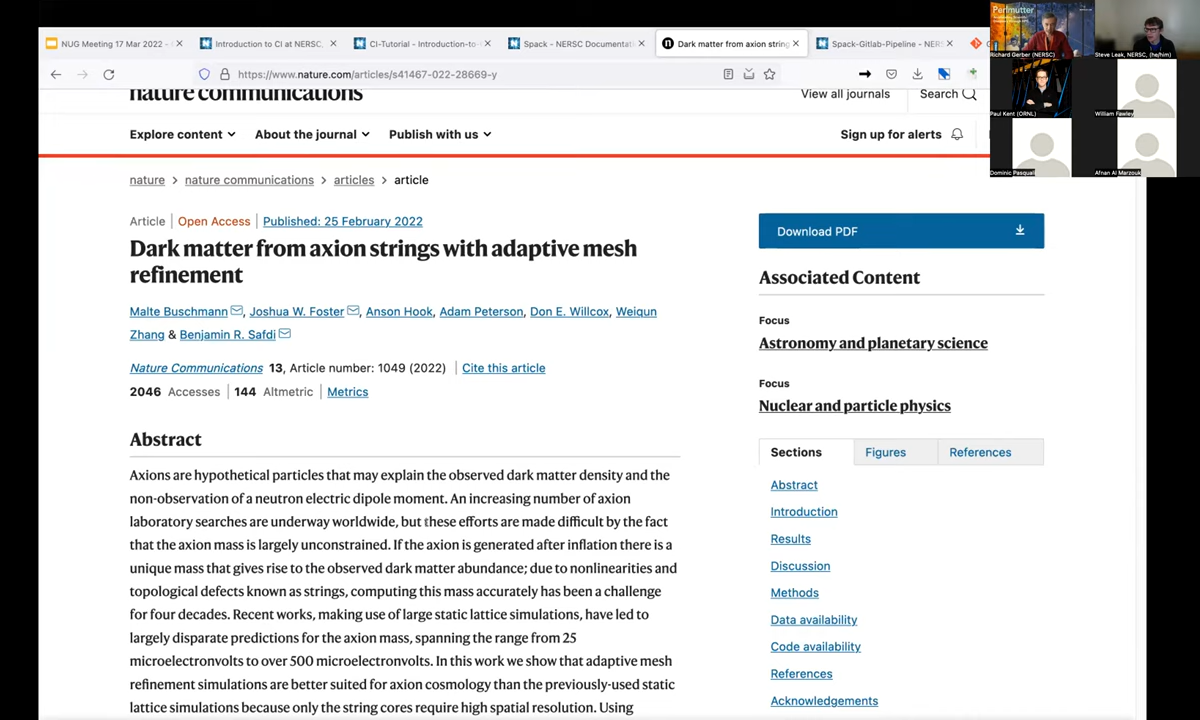 NUG Meeting 17 Mar 2022 -
Introduction to CI at NERSC,
CI-Tutorial - Introduction-to-
Spack - NERSC Documentat
Dark matter from axion string
Spack-Gitlab-Pipeline - NER
https://www.nature.com/articles/s41467-022-28669-y
Perlmutter
Richard Gerber (NERSC)
Steve Leak, NERSC, (he/him)
Paul Kent (ORNL)
William Fawley
Dominic Pasquali
Afnan Al Marzouk
nature communications
View all journals
Search
Explore content
About the journal
Publish with us
Sign up for alerts
nature > nature communications > articles > article
Article | Open Access | Published: 25 February 2022
Dark matter from axion strings with adaptive mesh
refinement
Malte Buschmann, Joshua W. Foster, Anson Hook, Adam Peterson, Don E. Willcox, Weiqun
Zhang & Benjamin R. Safdi
Nature Communications 13, Article number: 1049 (2022) | Cite this article
2046 Accesses | 144 Altmetric | Metrics
Abstract
Axions are hypothetical particles that may explain the observed dark matter density and the
non-observation of a neutron electric dipole moment. An increasing number of axion
laboratory searches are underway worldwide, but these efforts are made difficult by the fact
that the axion mass is largely unconstrained. If the axion is generated after inflation there is a
unique mass that gives rise to the observed dark matter abundance; due to nonlinearities and
topological defects known as strings, computing this mass accurately has been a challenge
for four decades. Recent works, making use of large static lattice simulations, have led to
largely disparate predictions for the axion mass, spanning the range from 25
microelectronvolts to over 500 microelectronvolts. In this work we show that adaptive mesh
refinement simulations are better suited for axion cosmology than the previously-used static
lattice simulations because only the string cores require high spatial resolution. Using
Download PDF
Associated Content
Focus
Astronomy and planetary science
Focus
Nuclear and particle physics
Sections
Figures
References
Abstract
Introduction
Results
Discussion
Methods
Data availability
Code availability
References
Acknowledgements